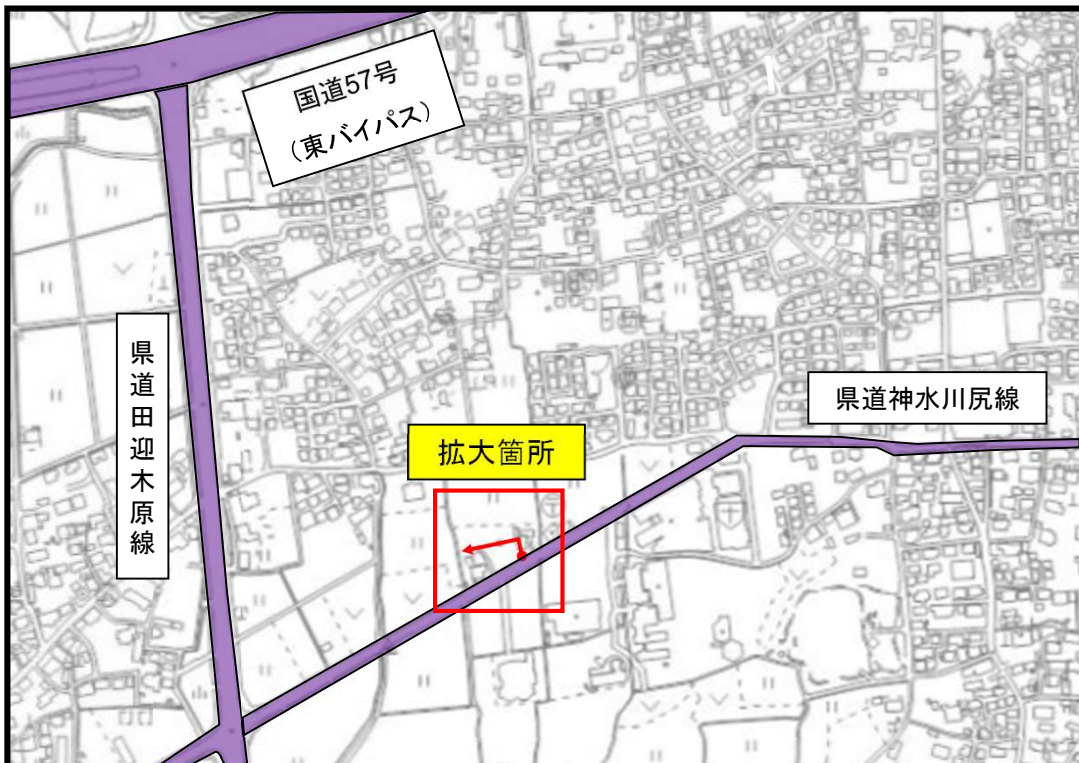 国道57号
（東バイパス）
県道田迎木原線
県道神水川尻線
拡大箇所